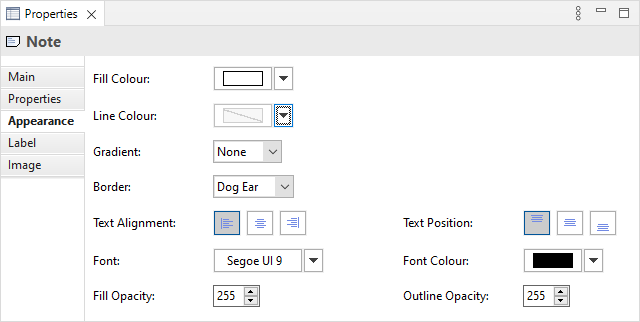 Properties
Note
Main
Properties
Appearance
Label
Image
Fill Colour:
Line Colour:
Gradient: None
Border: Dog Ear
Text Alignment: Text Position:
Font: Segoe UI 9 Font Colour:
Fill Opacity: 255 Outline Opacity: 255